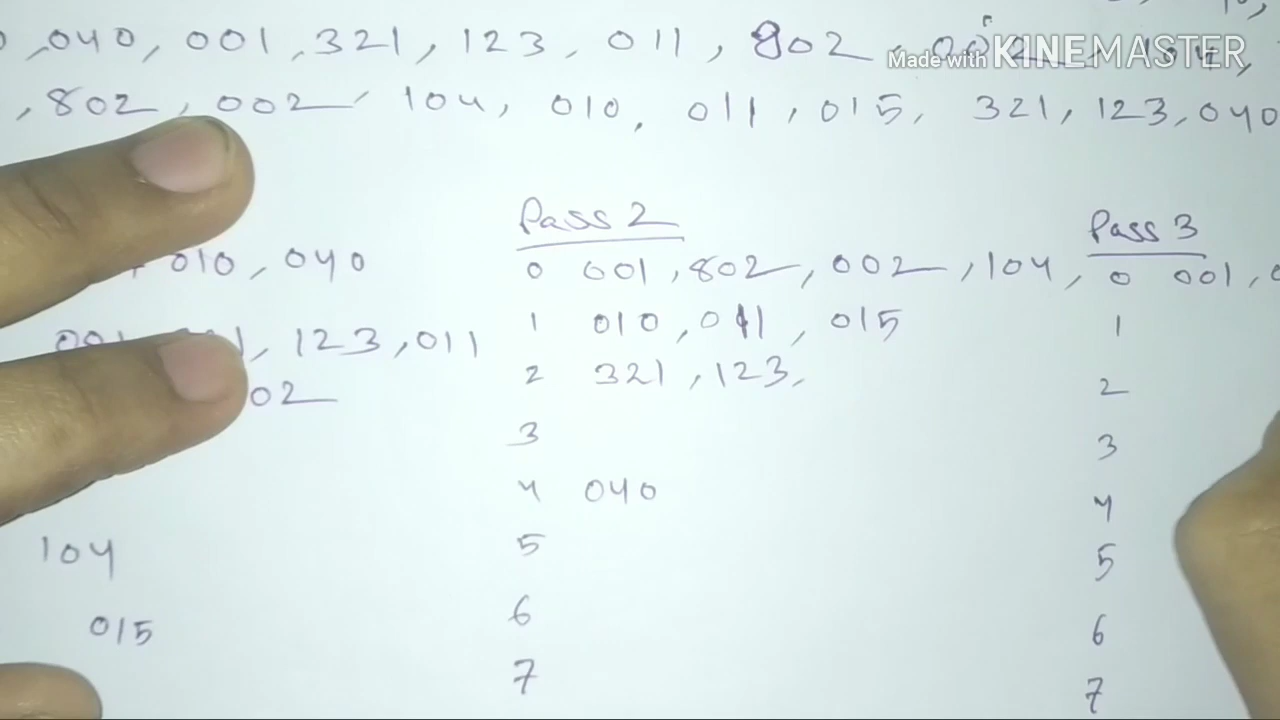 , 040, 001, 321, 123, 011, 802, 002, 104,
Made with KINEMASTER
, 802, 002 104, 010, 011, 015, 321, 123, 040
Pass 2
Pass 3
010, 040
0 001, 802, 002, 104,
0 001,
123, 011
1 010, 011, 015
1
02
2 321, 123,
2
3
3
4 040
4
104
5
5
015
6
6
7
7